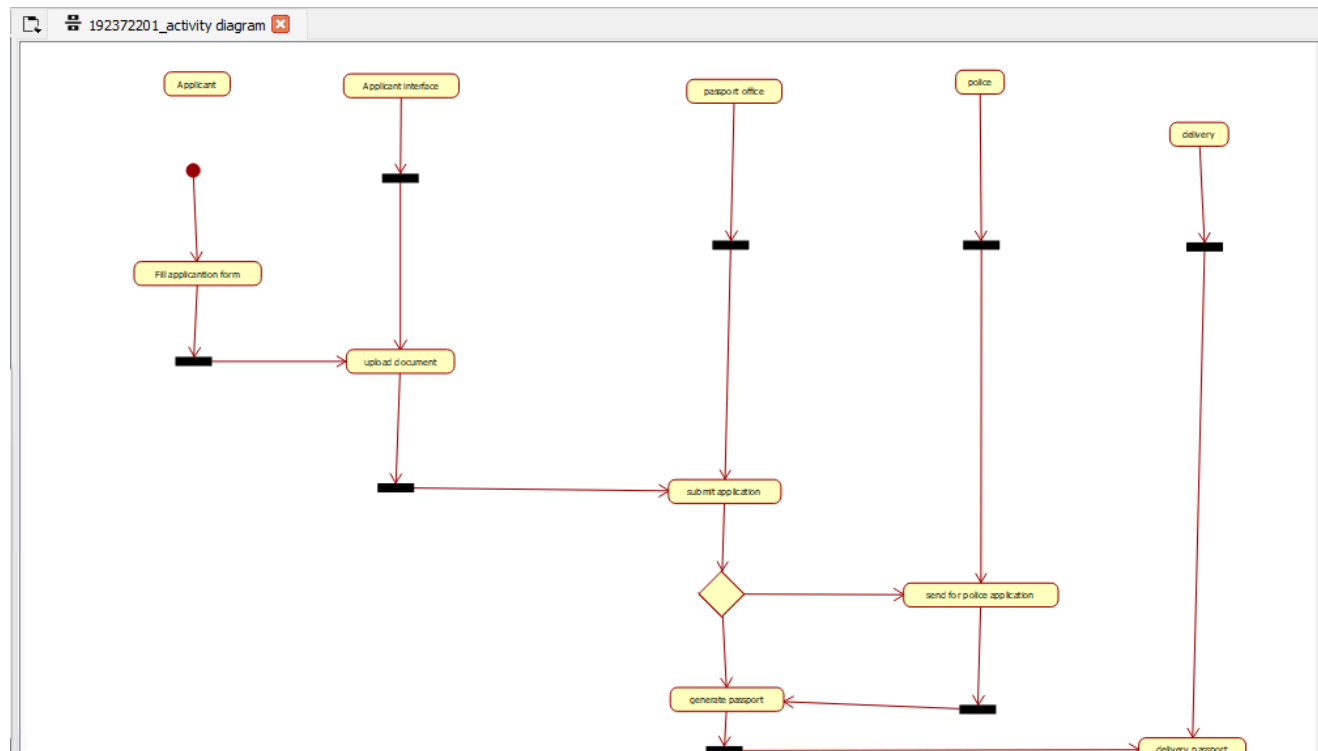 192372201_activity diagram
Applicant
Applicant interface
passport office
police
delivery
Fill applicantion form
upload document
submit application
send for police application
generate passport
delivery passport